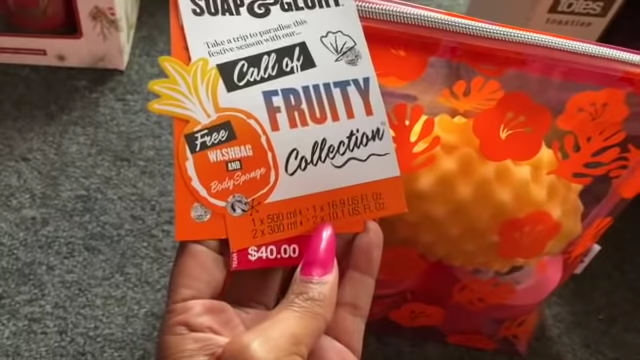 SOAP & GLORY
Take a trip to paradise this
festive season with our...
Call of
FRUITY
Collection
Free
WASHBAG
AND
Body Sponge
1 x 500 ml e 1 x 16.9 US Fl. Oz.
2 x 300 ml e 2 x 10.1 US Fl. Oz.
$40.00
toiles